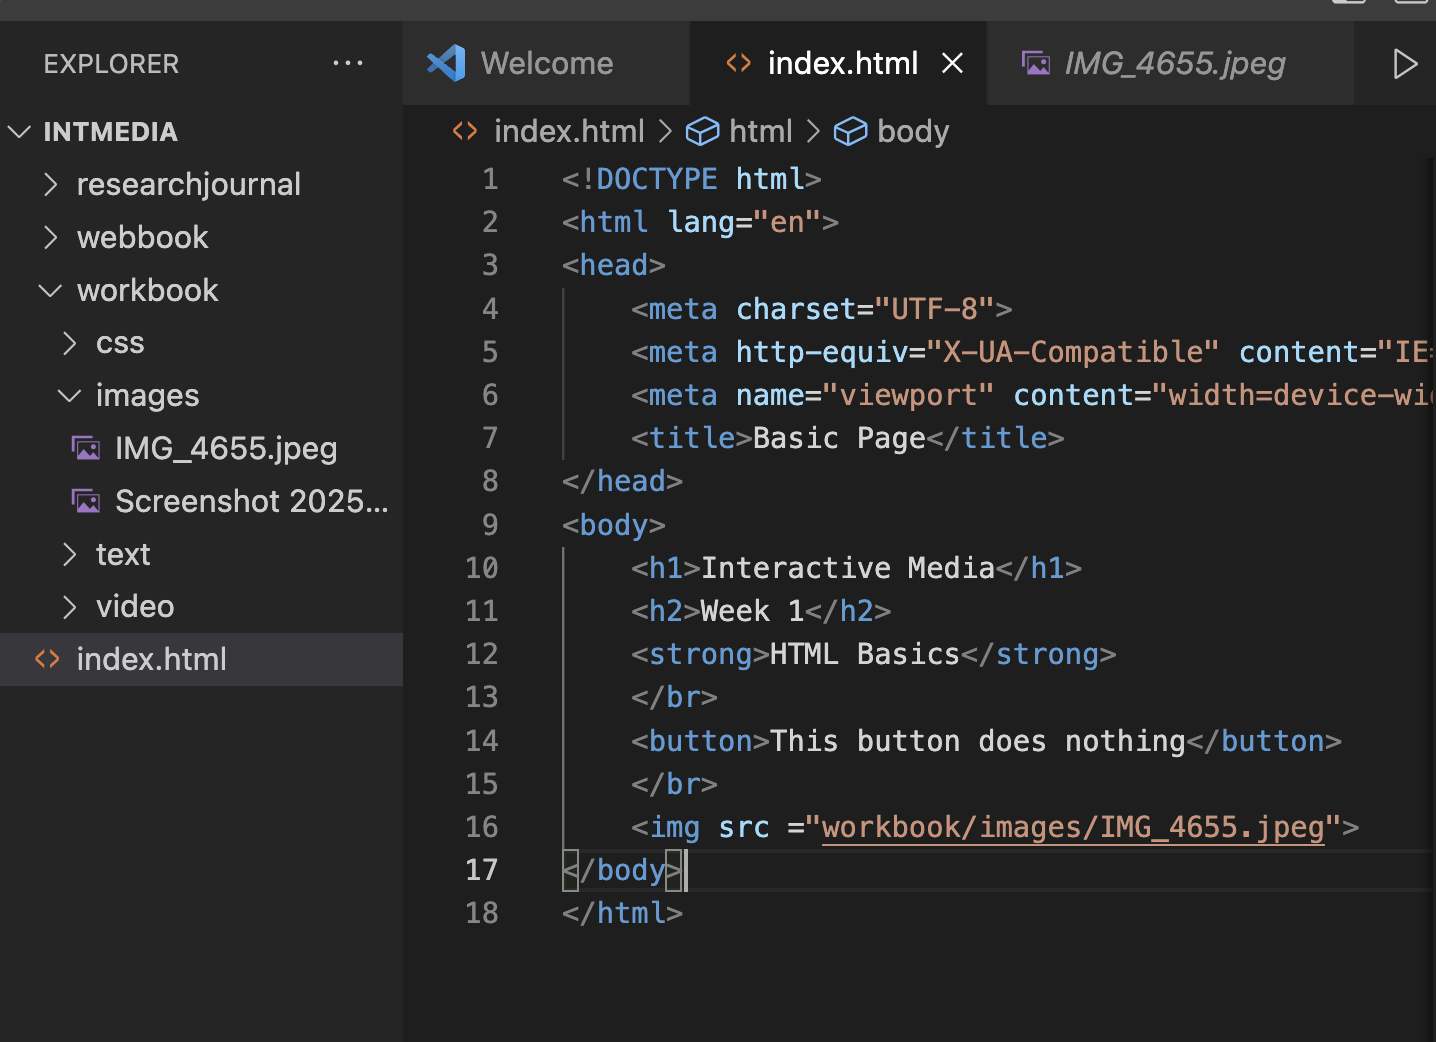 EXPLORER ...
INTMEDIA
researchjournal
webbook
workbook
css
images
IMG_4655.jpeg
Screenshot 2025...
text
video
index.html
Welcome
index.html
IMG_4655.jpeg
index.html > html > body
1 <!DOCTYPE html>
2 <html lang="en">
3 <head>
4 <meta charset="UTF-8">
5 <meta http-equiv="X-UA-Compatible" content="IE=
6 <meta name="viewport" content="width=device-wi
7 <title>Basic Page</title>
8 </head>
9 <body>
10 <h1>Interactive Media</h1>
11 <h2>Week 1</h2>
12 <strong>HTML Basics</strong>
13 </br>
14 <button>This button does nothing</button>
15 </br>
16 <img src ="workbook/images/IMG_4655.jpeg">
17 </body>
18 </html>